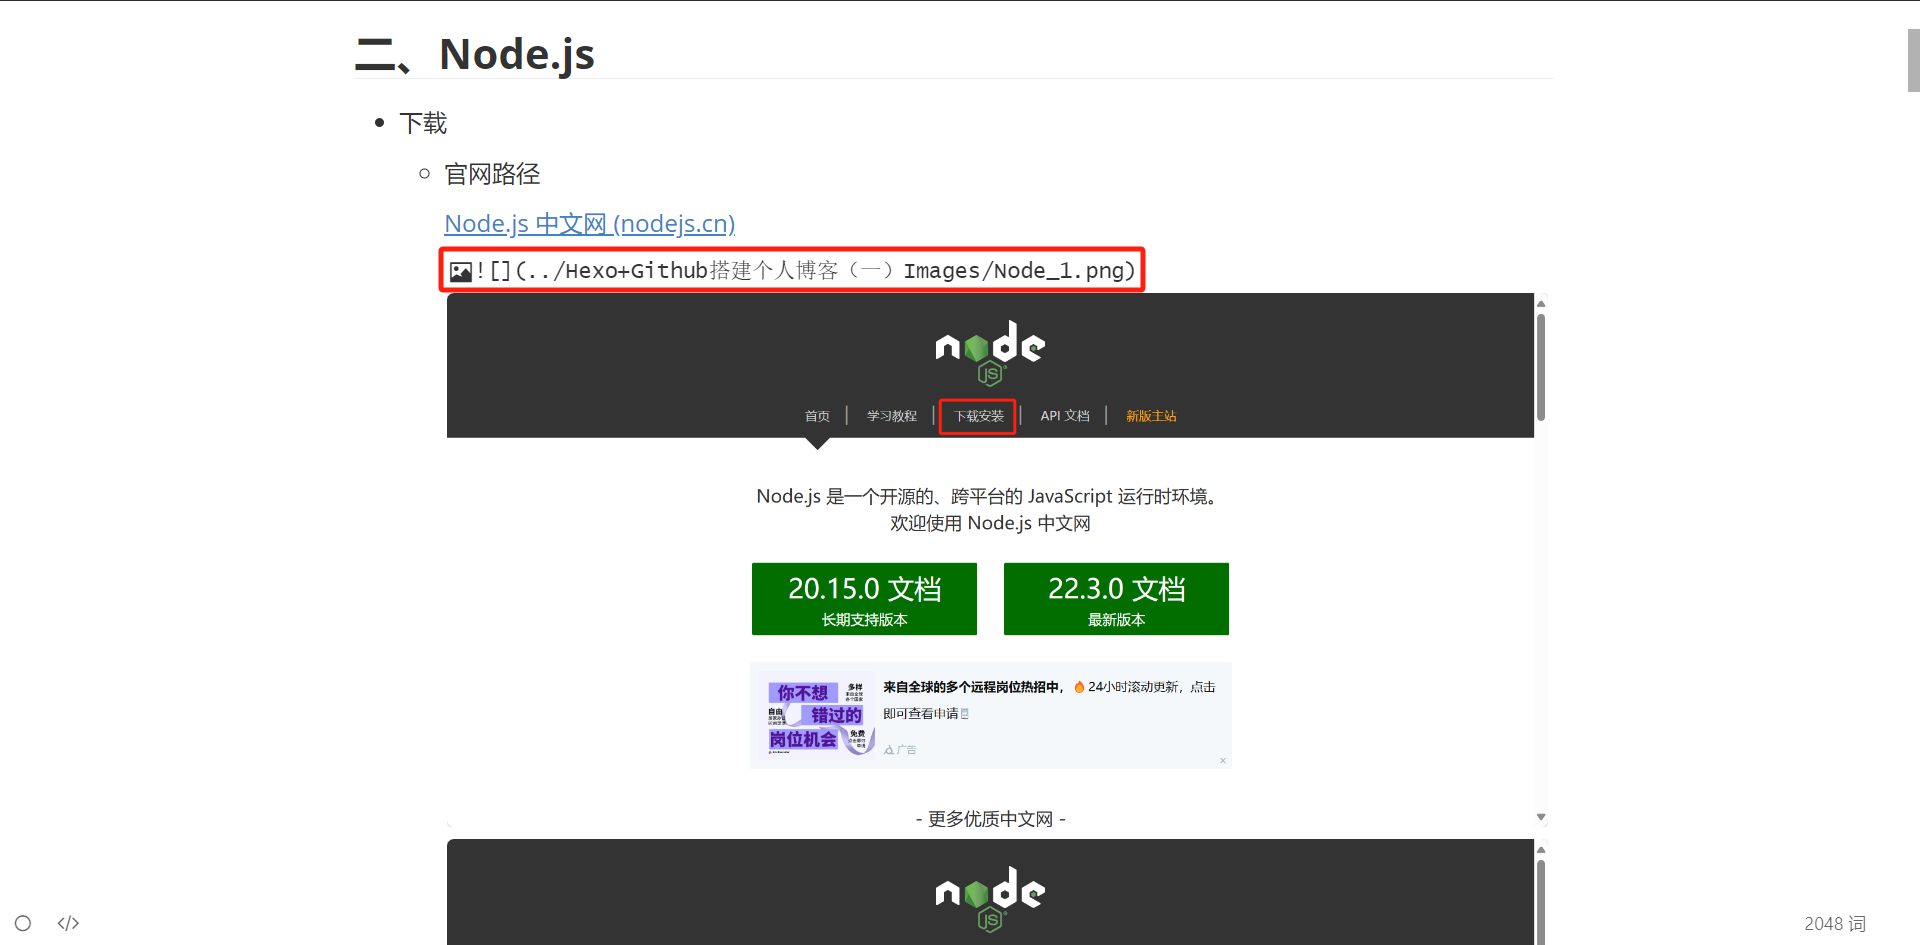 二、Node.js
下载
官网路径
Node.js 中文网 (nodejs.cn)
![](../Hexo+Github搭建个人博客（一）Images/Node_1.png)
node
JS
首页 学习教程 下载安装 API 文档 新版主站
Node.js 是一个开源的、跨平台的 JavaScript 运行时环境。
欢迎使用 Node.js 中文网
20.15.0 文档
长期支持版本
22.3.0 文档
最新版本
你不想
多样
自由
错过的
岗位机会
免费
来自全球的多个远程岗位热招中，🔥24小时滚动更新，点击
即可查看申请
广告
×
- 更多优质中文网 -
node
JS
</>
2048 词